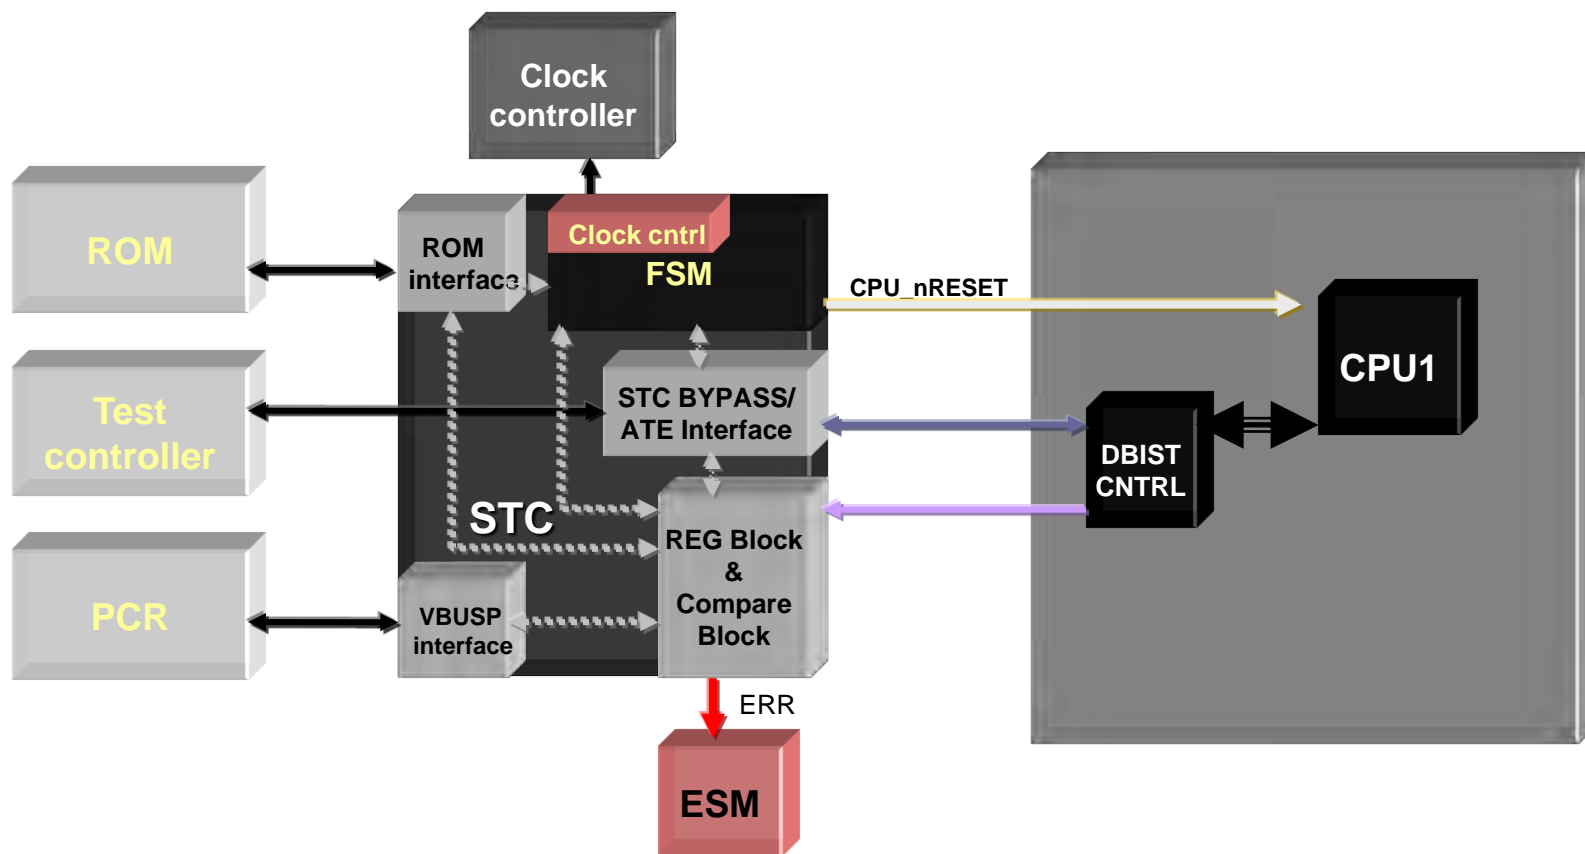 Clock
controller
ROM
ROM
interface
Clock cntrl
FSM
CPU_nRESET
CPU1
Test
controller
STC BYPASS/
ATE Interface
DBIST
CNTRL
STC
REG Block
&
Compare
Block
PCR
VBUSP
interface
ERR
ESM